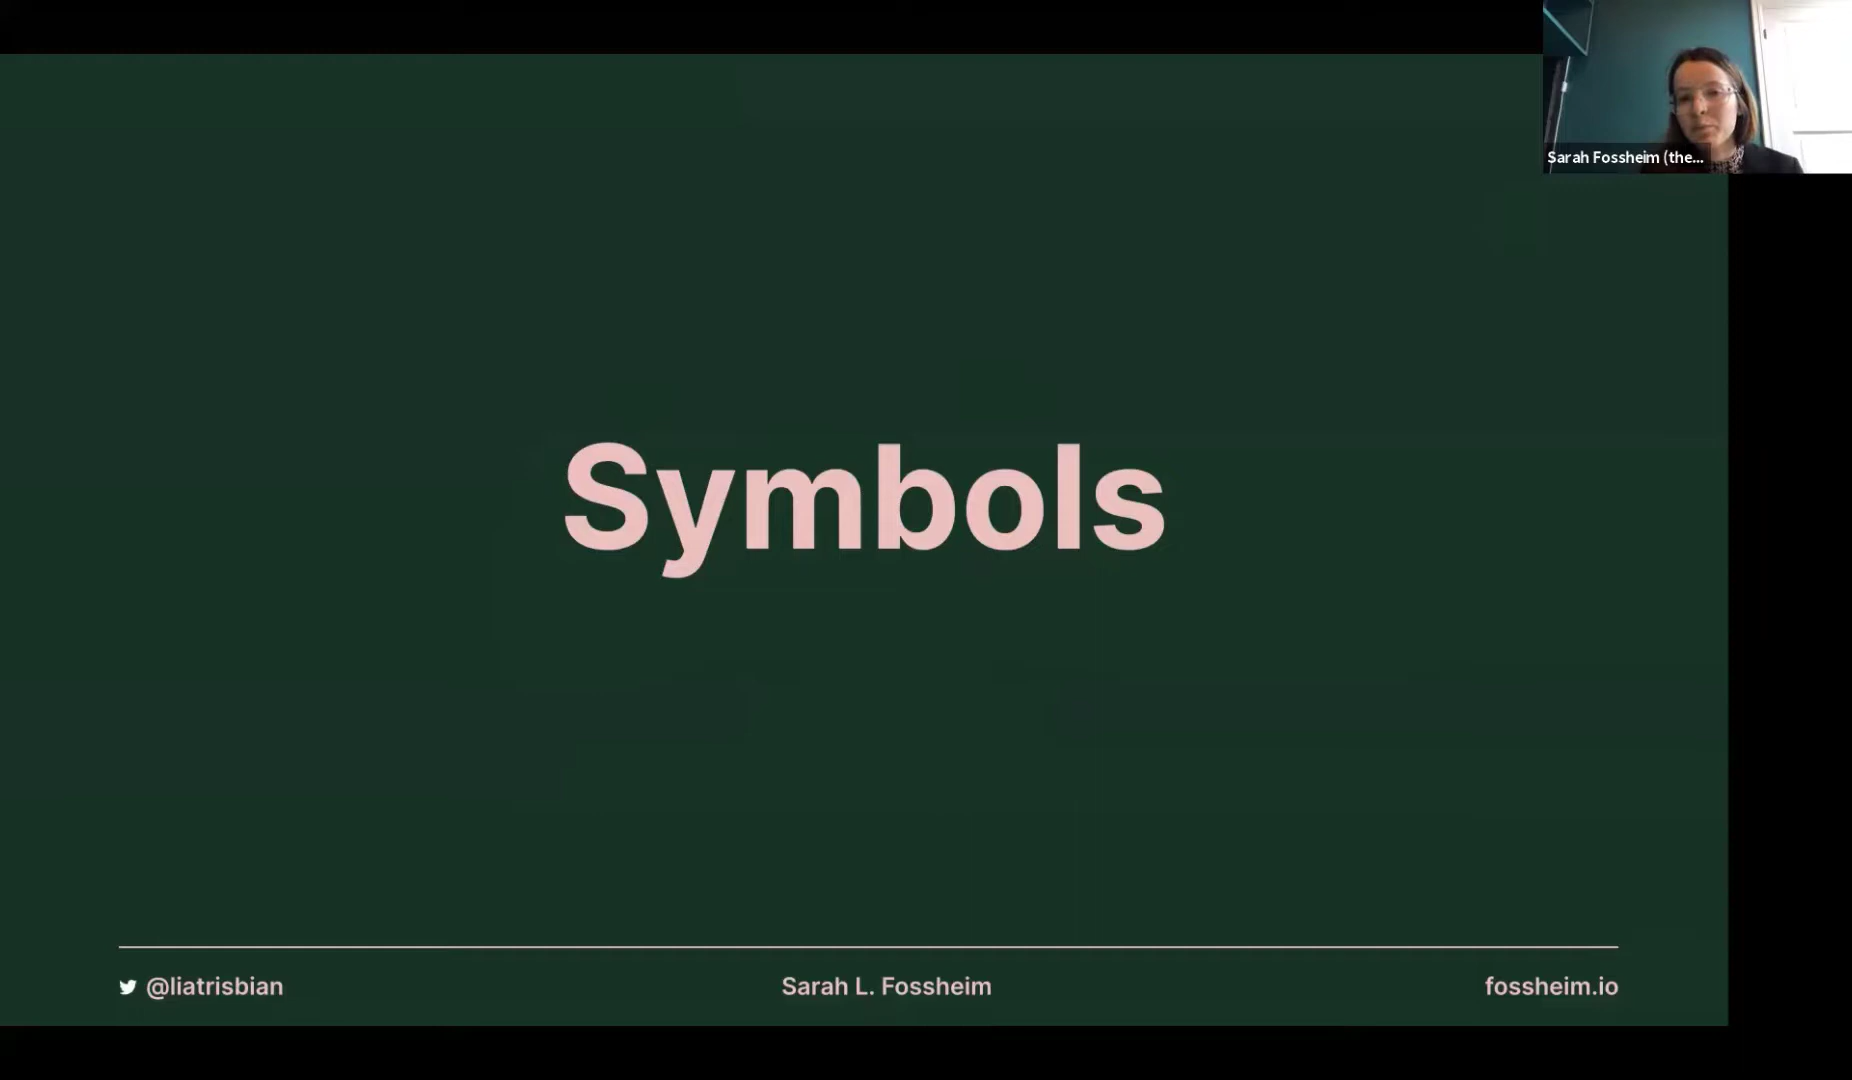 Sarah Fossheim (the...
Symbols
@liatrisbian
Sarah L. Fossheim
fossheim.io